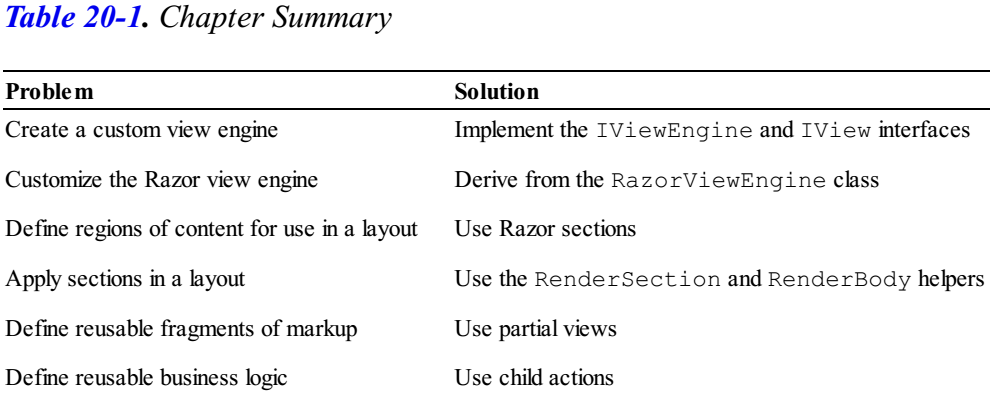 Table 20-1. Chapter Summary
Problem Solution
Create a custom view engine Implement the IViewEngine and IView interfaces
Customize the Razor view engine Derive from the RazorViewEngine class
Define regions of content for use in a layout Use Razor sections
Apply sections in a layout Use the RenderSection and RenderBody helpers
Define reusable fragments of markup Use partial views
Define reusable business logic Use child actions